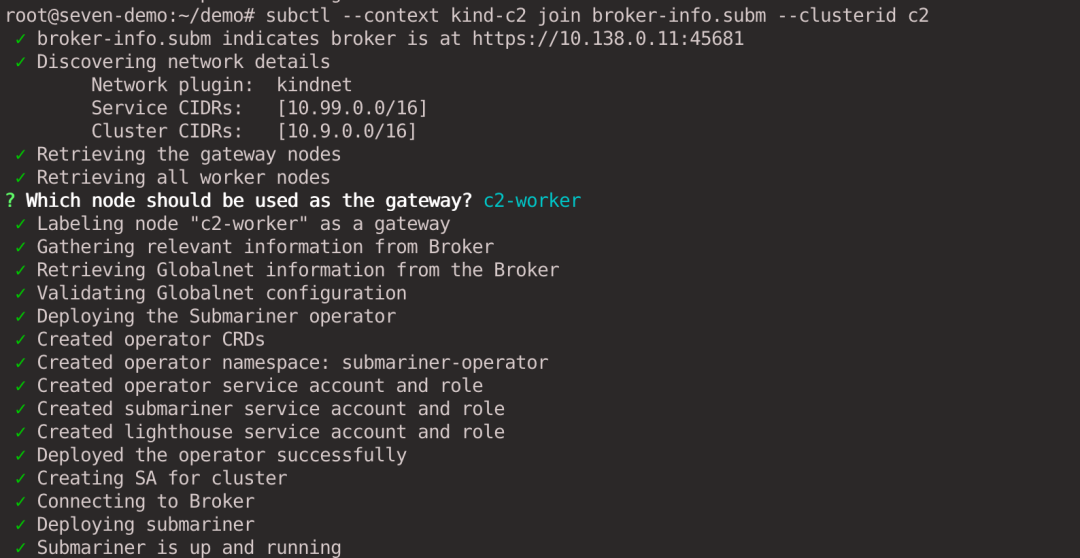 root@seven-demo:~/demo# subctl --context kind-c2 join broker-info.subm --clusterid c2
✓ broker-info.subm indicates broker is at https://10.138.0.11:45681
✓ Discovering network details
Network plugin:  kindnet
Service CIDRs:   [10.99.0.0/16]
Cluster CIDRs:   [10.9.0.0/16]
✓ Retrieving the gateway nodes
✓ Retrieving all worker nodes
? Which node should be used as the gateway? c2-worker
✓ Labeling node "c2-worker" as a gateway
✓ Gathering relevant information from Broker
✓ Retrieving Globalnet information from the Broker
✓ Validating Globalnet configuration
✓ Deploying the Submariner operator
✓ Created operator CRDs
✓ Created operator namespace: submariner-operator
✓ Created operator service account and role
✓ Created submariner service account and role
✓ Created lighthouse service account and role
✓ Deployed the operator successfully
✓ Creating SA for cluster
✓ Connecting to Broker
✓ Deploying submariner
✓ Submariner is up and running